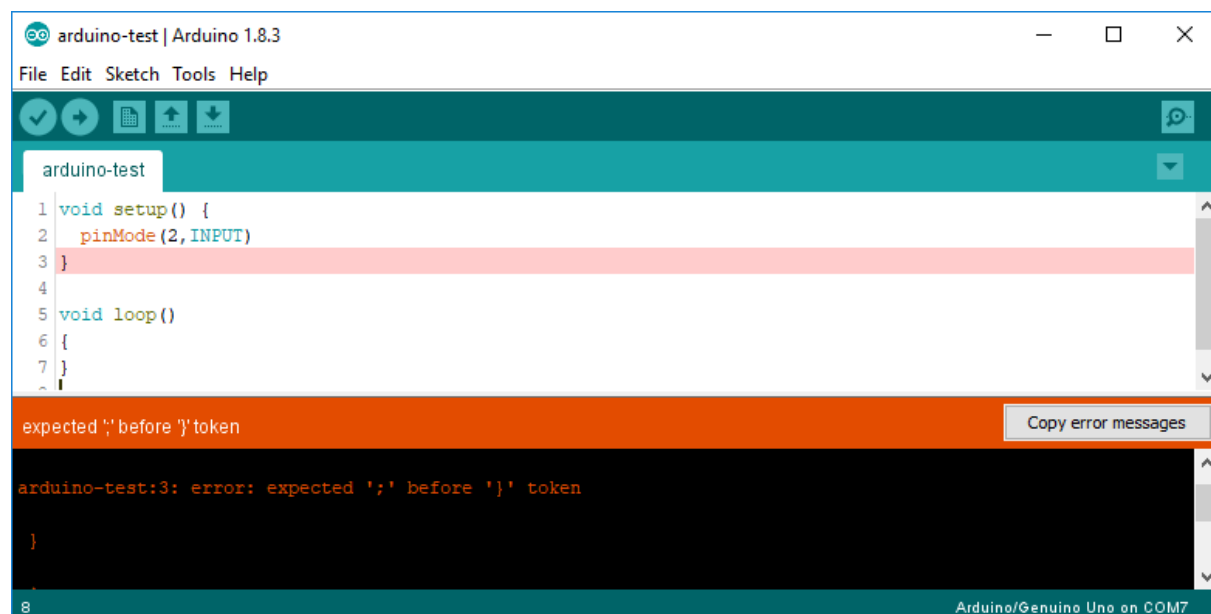 arduino-test | Arduino 1.8.3
File Edit Sketch Tools Help
arduino-test
1 void setup() {
2   pinMode(2,INPUT)
3 }
4
5 void loop()
6 {
7 }
expected ';' before '}' token
Copy error messages
arduino-test:3: error: expected ';' before '}' token
}
8
Arduino/Genuino Uno on COM7